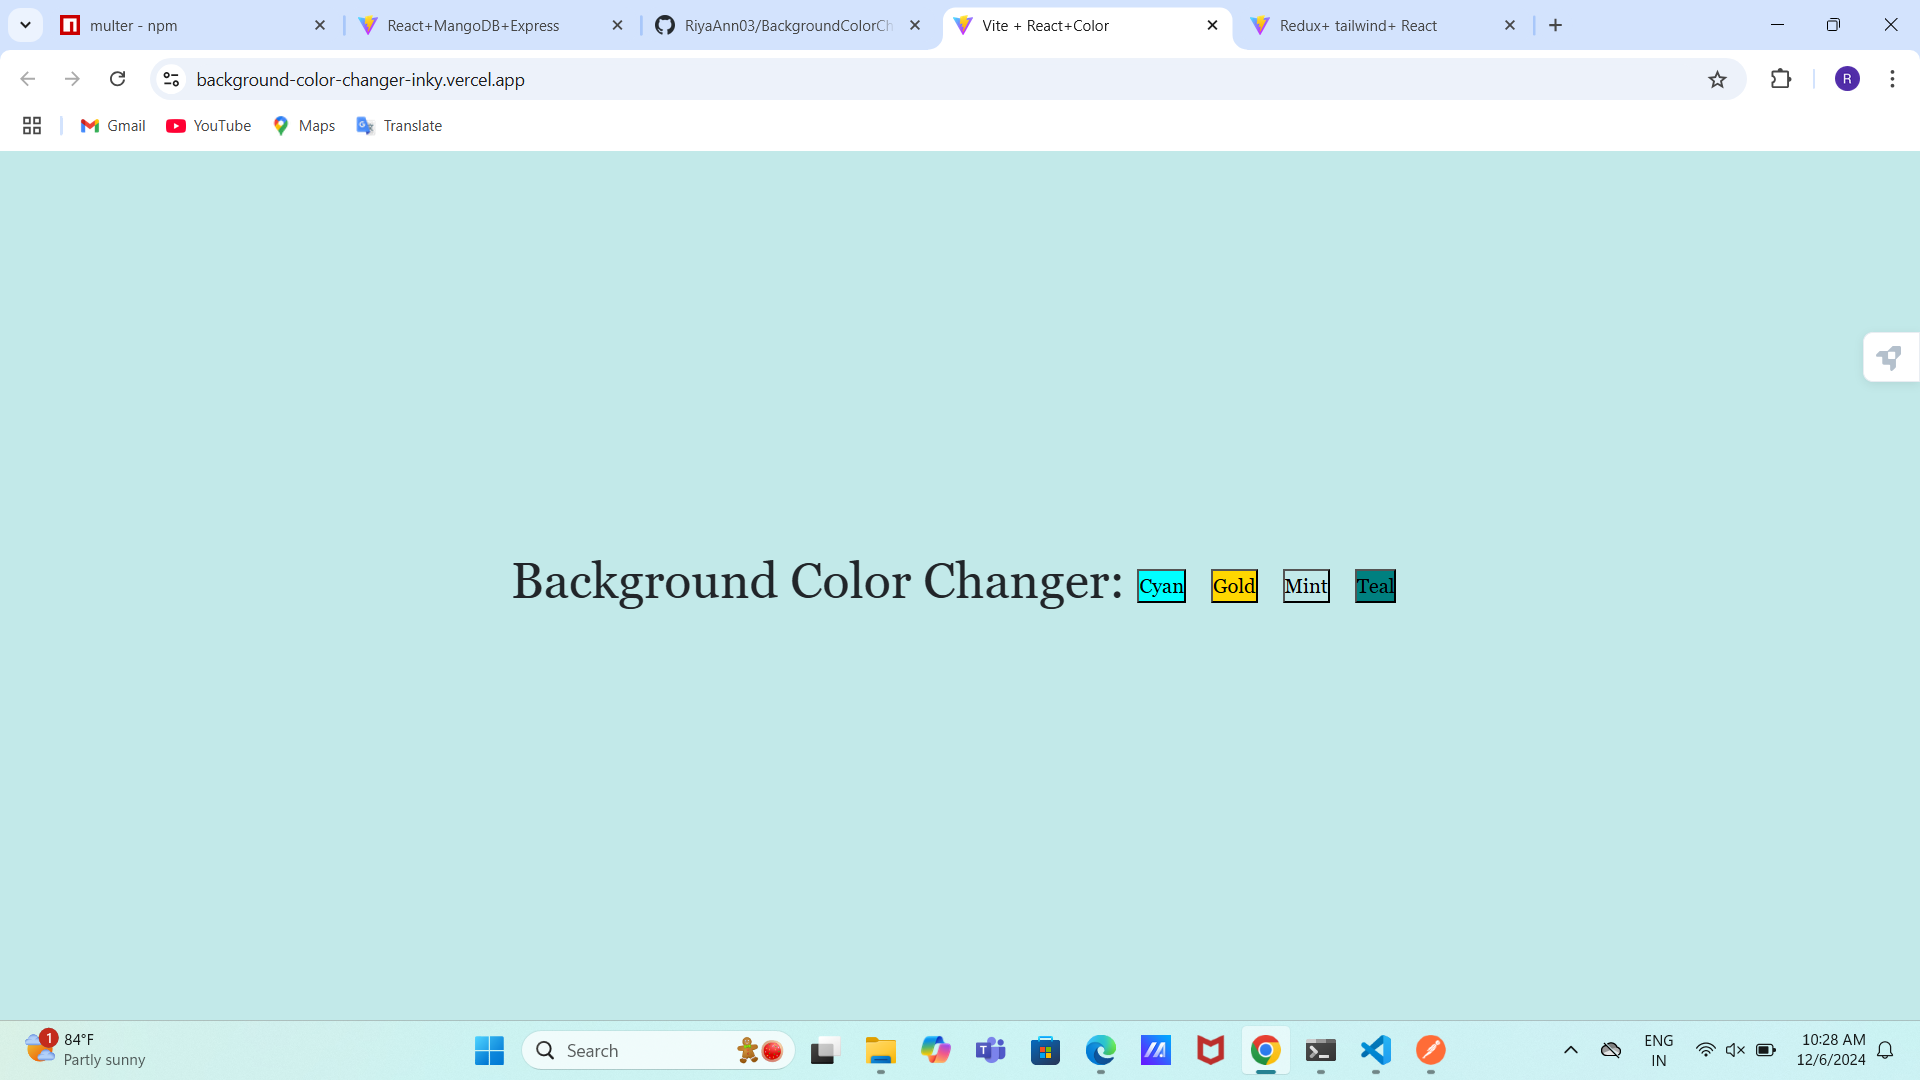 multer - npm
React+MangoDB+Express
RiyaAnn03/BackgroundColorCh
Vite + React+Color
Redux+ tailwind+ React
background-color-changer-inky.vercel.app
R
Gmail
YouTube
Maps
Translate
Background Color Changer: Cyan Gold Mint Teal
1
84°F
Partly sunny
Search
ENG
IN
10:28 AM
12/6/2024